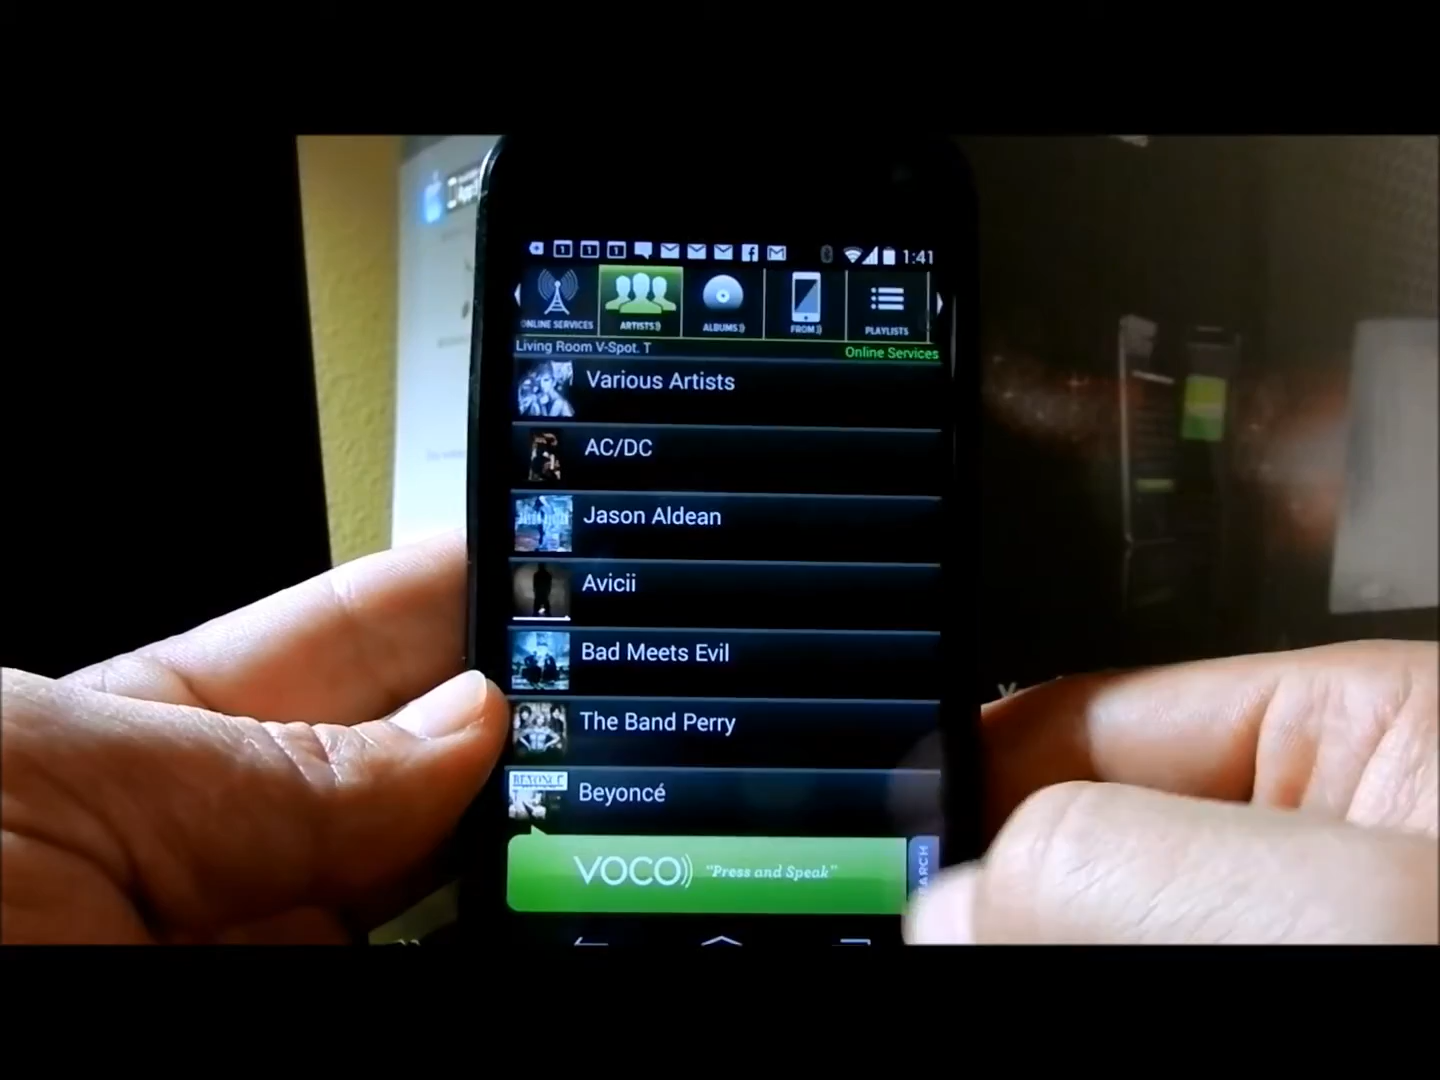 1:41
ONLINE SERVICES
ARTISTS
ALBUMS
FROM
PLAYLISTS
Living Room V-Spot. T
Online Services
Various Artists
AC/DC
Jason Aldean
Avicii
Bad Meets Evil
The Band Perry
BEYONCÉ
Beyoncé
VOCO "Press and Speak"